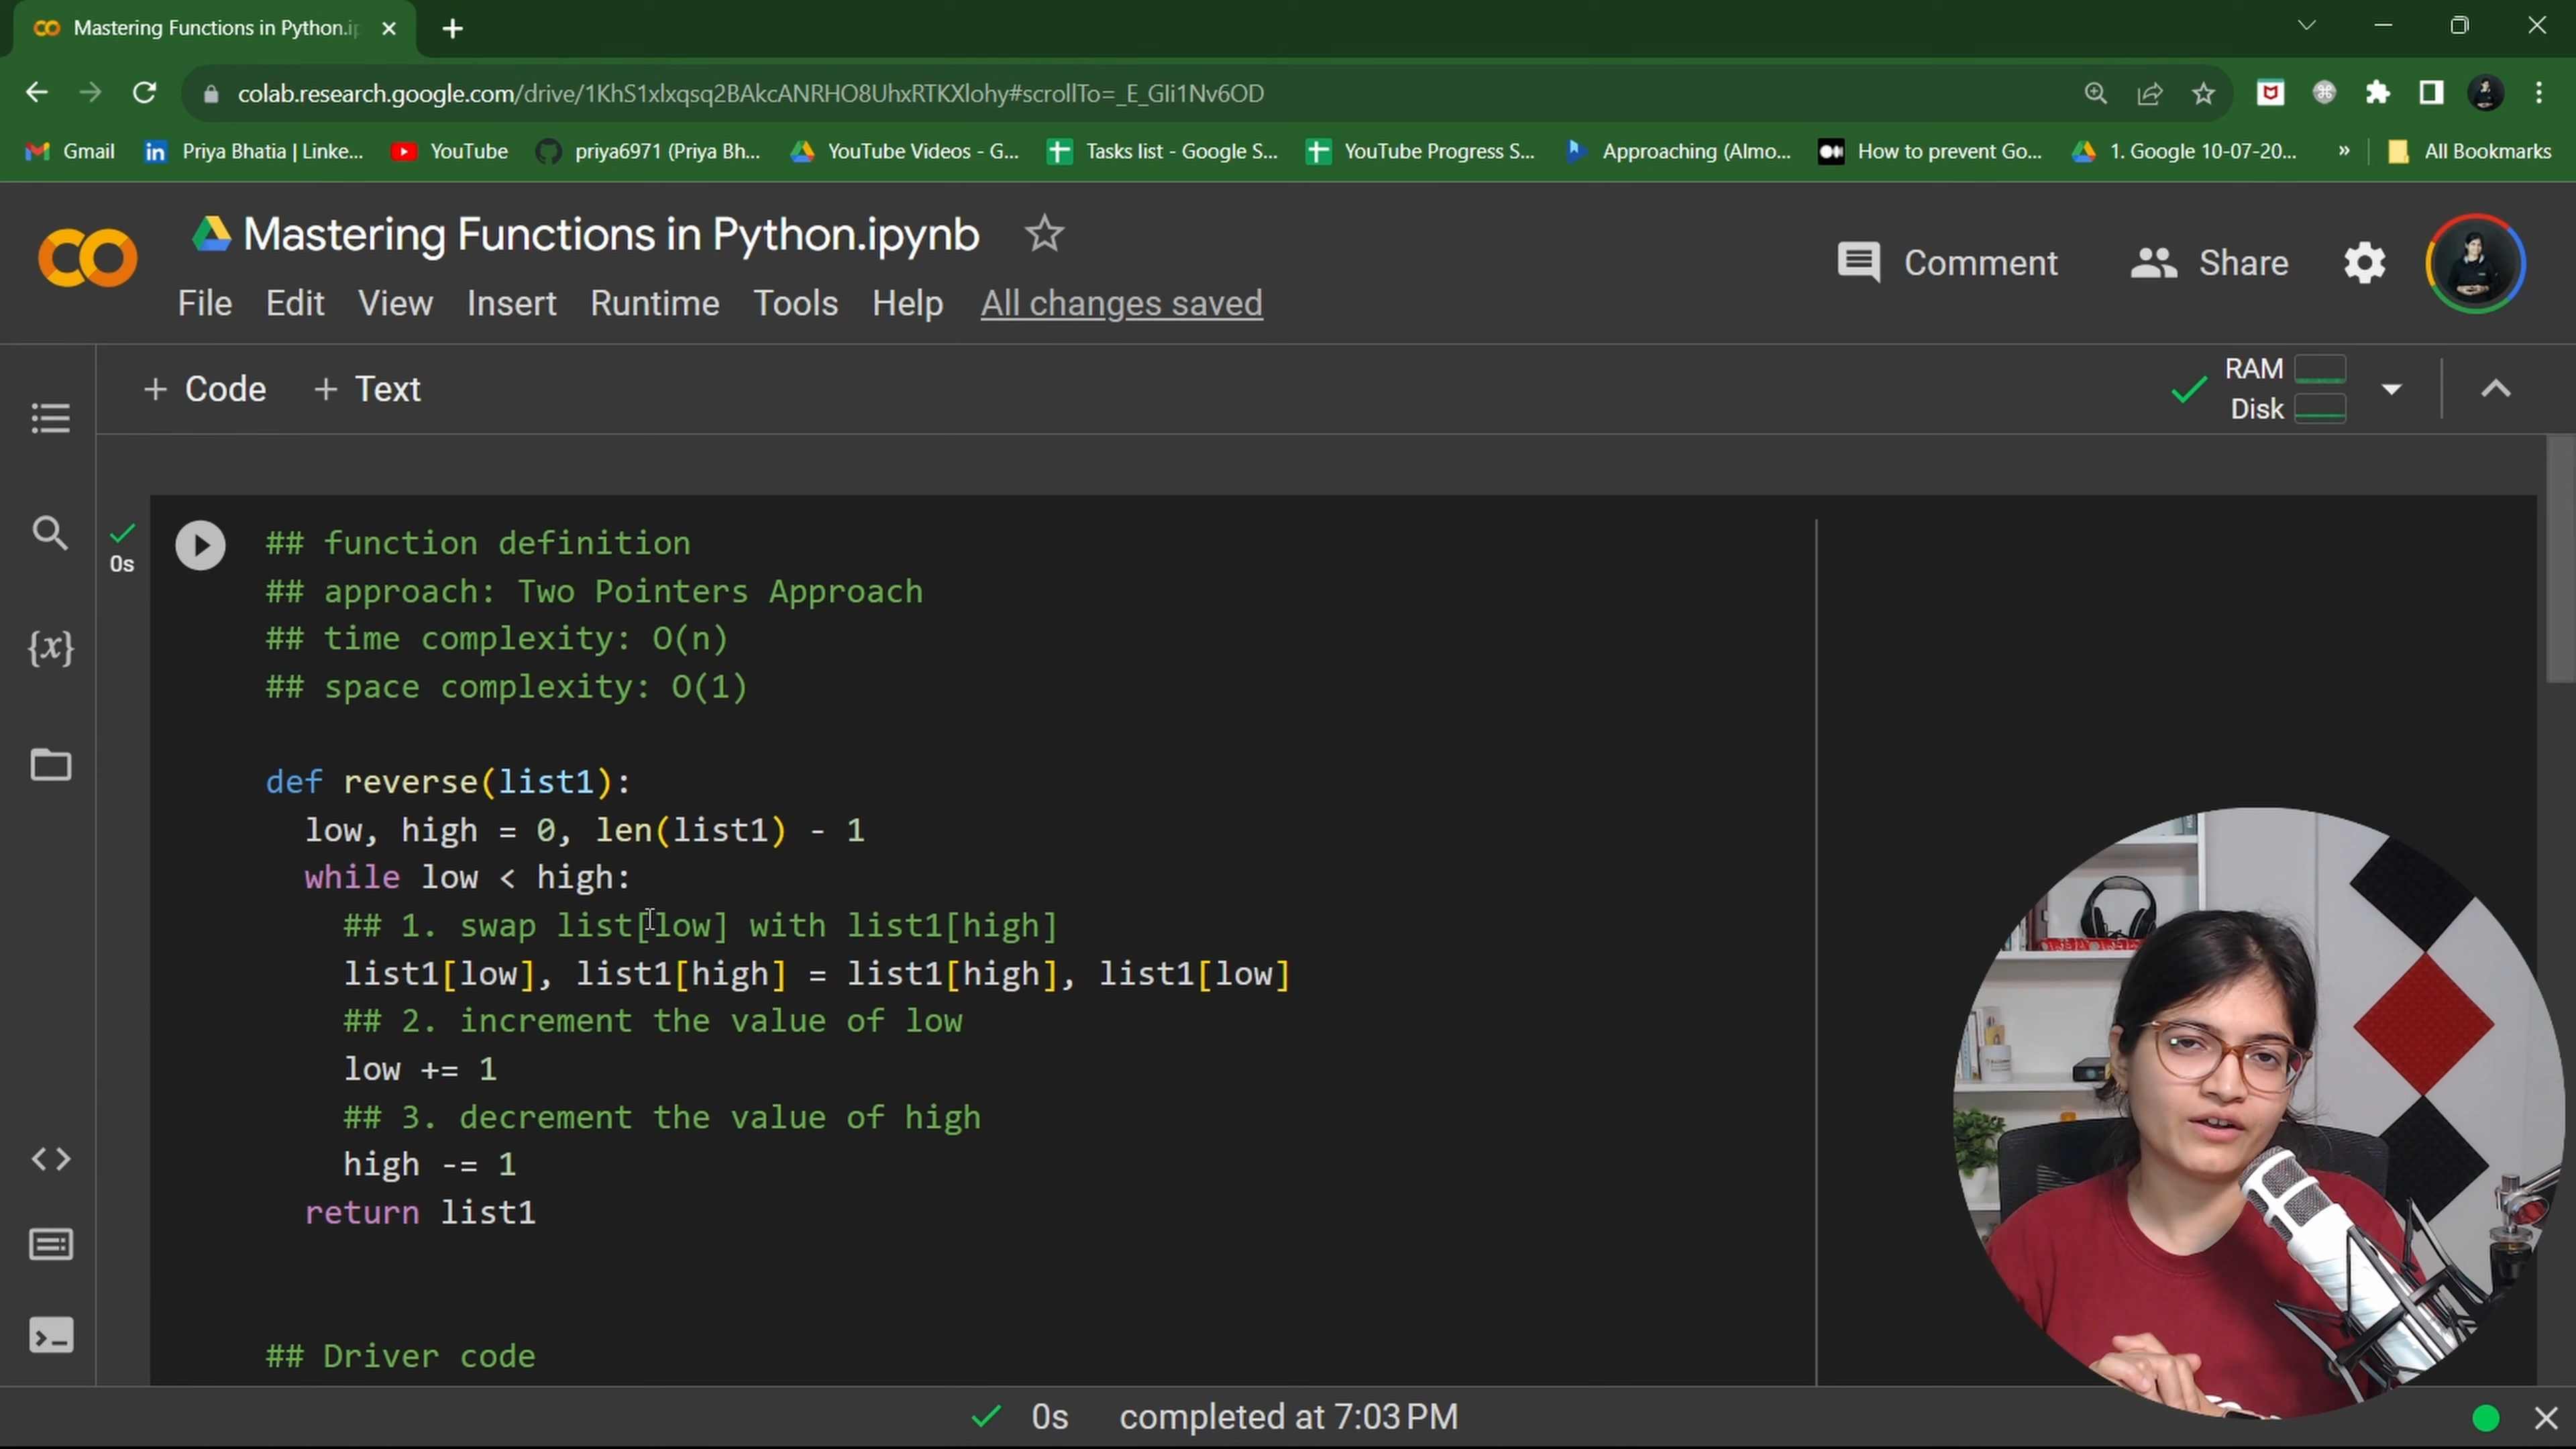 Mastering Functions in Python.ip
colab.research.google.com/drive/1KhS1xlxqsq2BAkcANRHO8UhxRTKXlohy#scrollTo=_E_Gli1Nv6OD
Gmail
Priya Bhatia | Linke...
YouTube
priya6971 (Priya Bh...
YouTube Videos - G...
Tasks list - Google S...
YouTube Progress S...
Approaching (Almo...
How to prevent Go...
1. Google 10-07-20...
»
All Bookmarks
Mastering Functions in Python.ipynb
Comment
Share
File Edit View Insert Runtime Tools Help All changes saved
+ Code + Text
RAM
Disk
0s
{x}
## function definition
## approach: Two Pointers Approach
## time complexity: O(n)
## space complexity: O(1)
def reverse(list1):
low, high = 0, len(list1) - 1
while low < high:
## 1. swap list[low] with list1[high]
list1[low], list1[high] = list1[high], list1[low]
## 2. increment the value of low
low += 1
## 3. decrement the value of high
high -= 1
return list1
## Driver code
0s completed at 7:03 PM